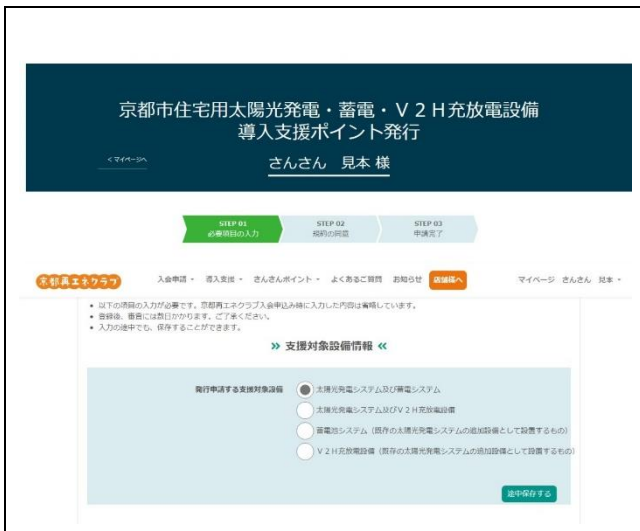 京都市住宅用太陽光発電・蓄電・V2H充放電設備
導入支援ポイント発行
< マイページへ
さんさん 見本 様
STEP 01
必要項目の入力
STEP 02
規約の同意
STEP 03
申請完了
京都再エネクラブ
入会申請
導入支援
さんさんポイント
よくあるご質問
お知らせ
店舗様へ
マイページ
さんさん 見本
• 以下の項目の入力が必要です。京都再エネクラブ入会申込み時に入力した内容は省略しています。
• 登録後、審査には数日かかります。ご了承ください。
• 入力の途中でも、保存することができます。
» 支援対象設備情報 «
発行申請する支援対象設備
太陽光発電システム及び蓄電システム
太陽光発電システム及びV2H充放電設備
蓄電池システム（既存の太陽光発電システムの追加設備として設置するもの）
V2H充放電設備（既存の太陽光発電システムの追加設備として設置するもの）
途中保存する